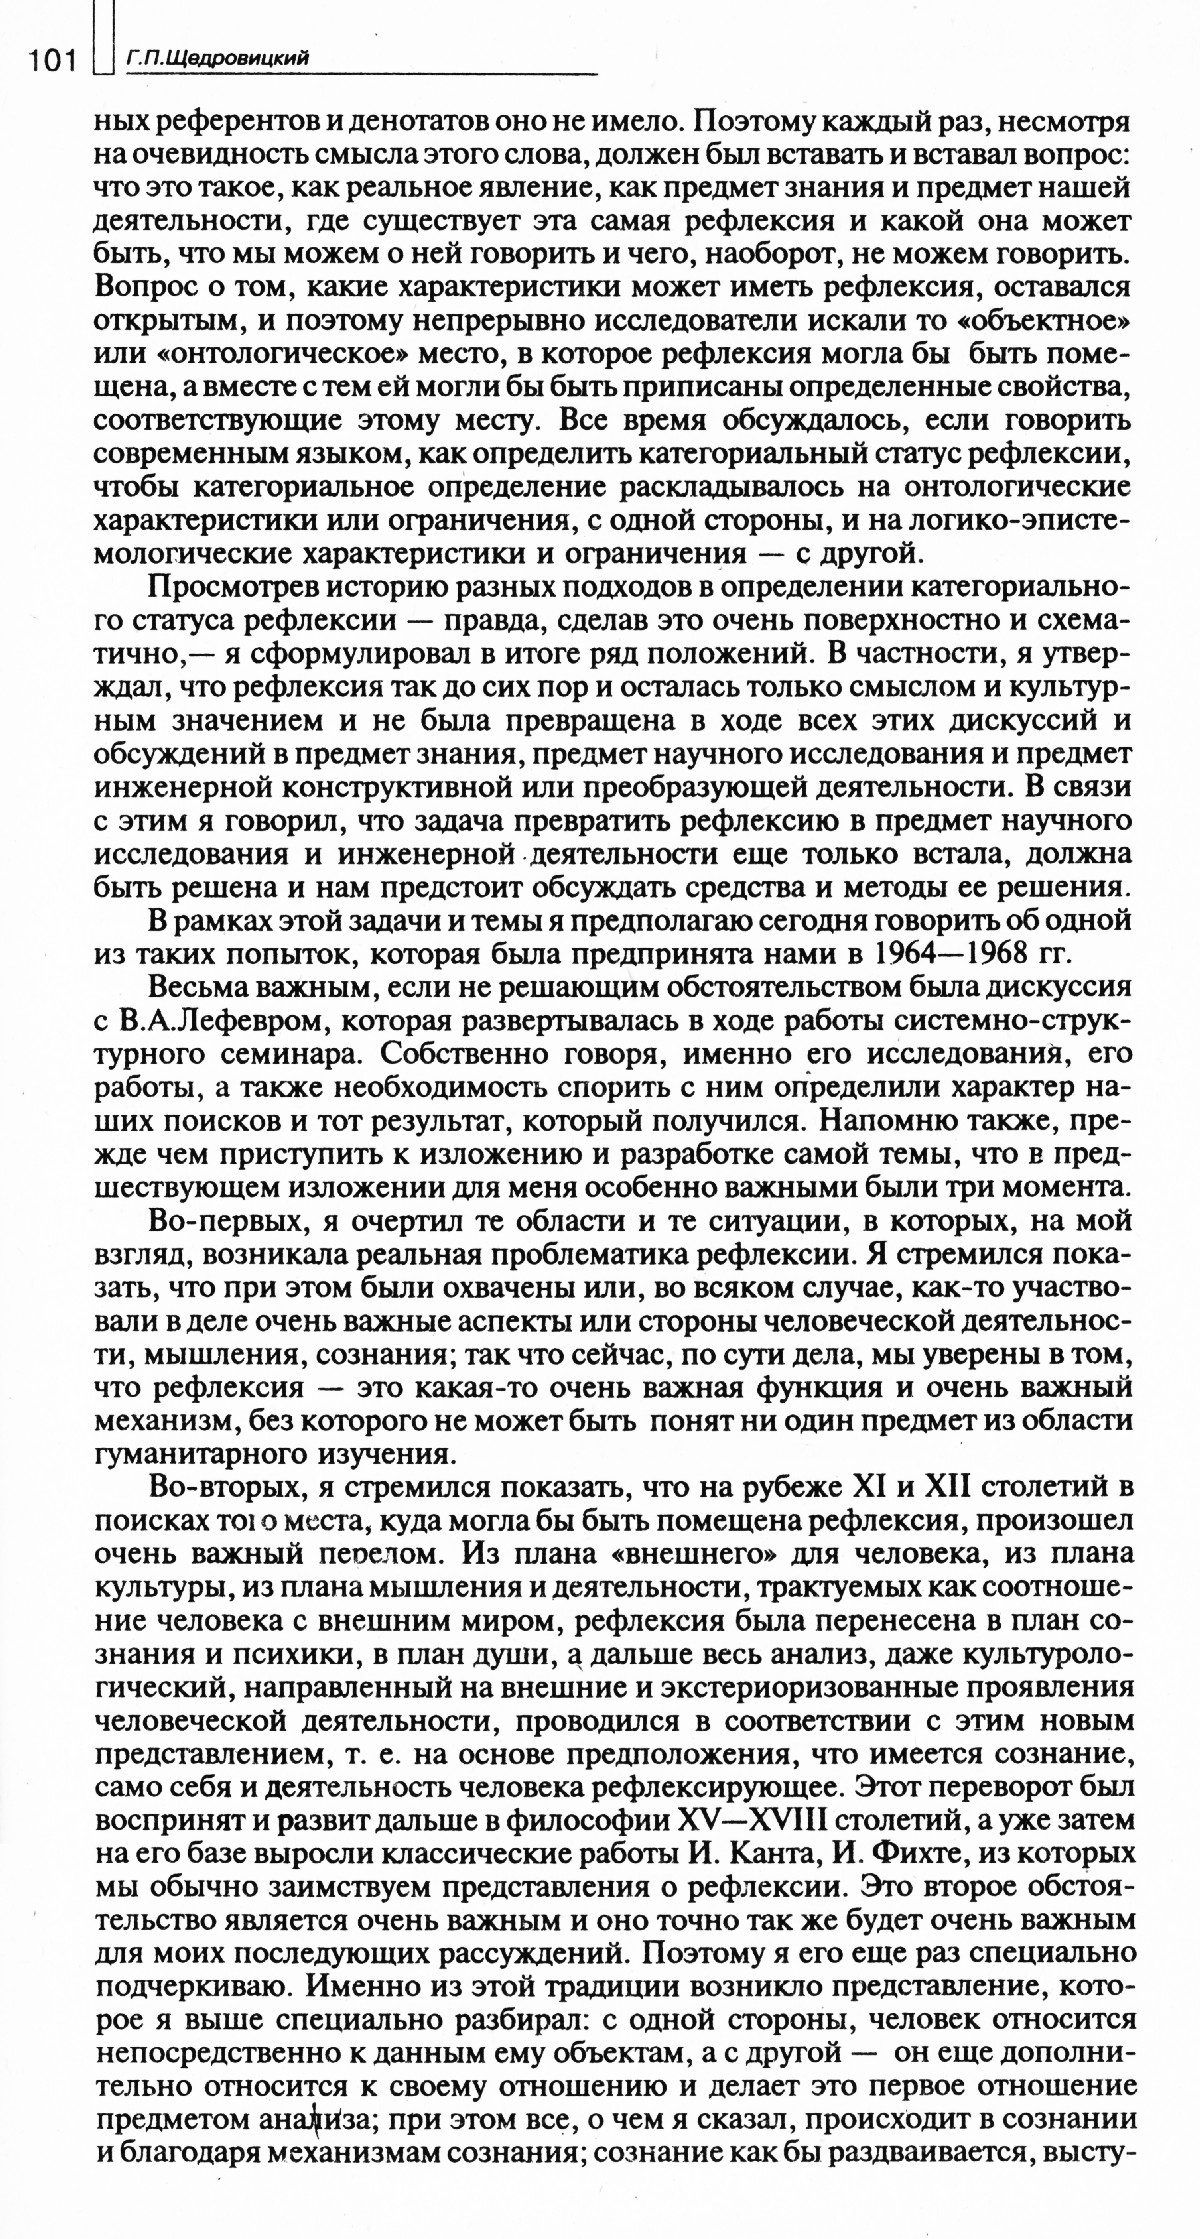 101
Г.П.Щедровицкий
ных референтов и денотатов оно не имело. Поэтому каждый раз, несмотря
на очевидность смысла этого слова, должен был вставать и вставал вопрос:
что это такое, как реальное явление, как предмет знания и предмет нашей
деятельности, где существует эта самая рефлексия и какой она может
быть, что мы можем о ней говорить и чего, наоборот, не можем говорить.
Вопрос о том, какие характеристики может иметь рефлексия, оставался
открытым, и поэтому непрерывно исследователи искали то «объектное»
или «онтологическое» место, в которое рефлексия могла бы быть поме-
щена, а вместе с тем ей могли бы быть приписаны определенные свойства,
соответствующие этому месту. Все время обсуждалось, если говорить
современным языком, как определить категориальный статус рефлексии,
чтобы категориальное определение раскладывалось на онтологические
характеристики или ограничения, с одной стороны, и на логико-эписте-
мологические характеристики и ограничения — с другой.
Просмотрев историю разных подходов в определении категориально-
го статуса рефлексии — правда, сделав это очень поверхностно и схема-
тично,— я сформулировал в итоге ряд положений. В частности, я утвер-
ждал, что рефлексия так до сих пор и осталась только смыслом и культур-
ным значением и не была превращена в ходе всех этих дискуссий и
обсуждений в предмет знания, предмет научного исследования и предмет
инженерной конструктивной или преобразующей деятельности. В связи
с этим я говорил, что задача превратить рефлексию в предмет научного
исследования и инженерной деятельности еще только встала, должна
быть решена и нам предстоит обсуждать средства и методы ее решения.
В рамках этой задачи и темы я предполагаю сегодня говорить об одной
из таких попыток, которая была предпринята нами в 1964—1968 гг.
Весьма важным, если не решающим обстоятельством была дискуссия
с В.А.Лефевром, которая развертывалась в ходе работы системно-струк-
турного семинара. Собственно говоря, именно его исследования, его
работы, а также необходимость спорить с ним определили характер на-
ших поисков и тот результат, который получился. Напомню также, пре-
жде чем приступить к изложению и разработке самой темы, что в пред-
шествующем изложении для меня особенно важными были три момента.
Во-первых, я очертил те области и те ситуации, в которых, на мой
взгляд, возникала реальная проблематика рефлексии. Я стремился пока-
зать, что при этом были охвачены или, во всяком случае, как-то участво-
вали в деле очень важные аспекты или стороны человеческой деятельнос-
ти, мышления, сознания; так что сейчас, по сути дела, мы уверены в том,
что рефлексия — это какая-то очень важная функция и очень важный
механизм, без которого не может быть понят ни один предмет из области
гуманитарного изучения.
Во-вторых, я стремился показать, что на рубеже XI и XII столетий в
поисках того места, куда могла бы быть помещена рефлексия, произошел
очень важный перелом. Из плана «внешнего» для человека, из плана
культуры, из плана мышления и деятельности, трактуемых как соотноше-
ние человека с внешним миром, рефлексия была перенесена в план со-
знания и психики, в план души, а дальше весь анализ, даже культуроло-
гический, направленный на внешние и экстериоризованные проявления
человеческой деятельности, проводился в соответствии с этим новым
представлением, т. е. на основе предположения, что имеется сознание,
само себя и деятельность человека рефлексирующее. Этот переворот был
воспринят и развит дальше в философии XV—XVIII столетий, а уже затем
на его базе выросли классические работы И. Канта, И. Фихте, из которых
мы обычно заимствуем представления о рефлексии. Это второе обстоя-
тельство является очень важным и оно точно так же будет очень важным
для моих последующих рассуждений. Поэтому я его еще раз специально
подчеркиваю. Именно из этой традиции возникло представление, кото-
рое я выше специально разбирал: с одной стороны, человек относится
непосредственно к данным ему объектам, а с другой — он еще дополни-
тельно относится к своему отношению и делает это первое отношение
предметом анализа; при этом все, о чем я сказал, происходит в сознании
и благодаря механизмам сознания; сознание как бы раздваивается, высту-